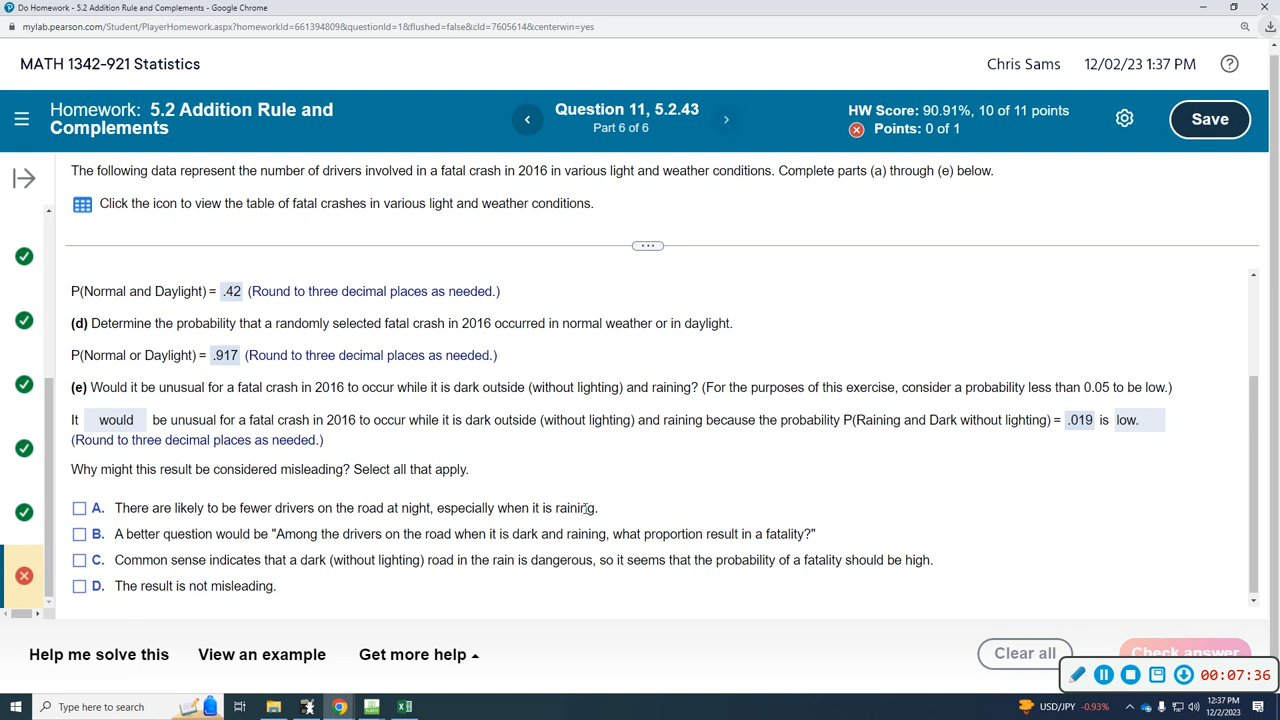 Do Homework - 5.2 Addition Rule and Complements - Google Chrome
mylab.pearson.com/Student/PlayerHomework.aspx?homeworkId=661394809&questionId=1&flushed=false&cId=7605614&centerwin=yes
MATH 1342-921 Statistics
Chris Sams 12/02/23 1:37 PM ?
Homework: 5.2 Addition Rule and
Complements
Question 11, 5.2.43
Part 6 of 6
HW Score: 90.91%, 10 of 11 points
Points: 0 of 1
Save
The following data represent the number of drivers involved in a fatal crash in 2016 in various light and weather conditions. Complete parts (a) through (e) below.
Click the icon to view the table of fatal crashes in various light and weather conditions.
P(Normal and Daylight) = .42 (Round to three decimal places as needed.)
(d) Determine the probability that a randomly selected fatal crash in 2016 occurred in normal weather or in daylight.
P(Normal or Daylight) = .917 (Round to three decimal places as needed.)
(e) Would it be unusual for a fatal crash in 2016 to occur while it is dark outside (without lighting) and raining? (For the purposes of this exercise, consider a probability less than 0.05 to be low.)
It would be unusual for a fatal crash in 2016 to occur while it is dark outside (without lighting) and raining because the probability P(Raining and Dark without lighting) = .019 is low.
(Round to three decimal places as needed.)
Why might this result be considered misleading? Select all that apply.
A. There are likely to be fewer drivers on the road at night, especially when it is raining.
B. A better question would be "Among the drivers on the road when it is dark and raining, what proportion result in a fatality?"
C. Common sense indicates that a dark (without lighting) road in the rain is dangerous, so it seems that the probability of a fatality should be high.
D. The result is not misleading.
Help me solve this View an example Get more help
Clear all Check answer
00:07:36
Type here to search
USD/JPY -0.93%
12:37 PM
12/2/2023